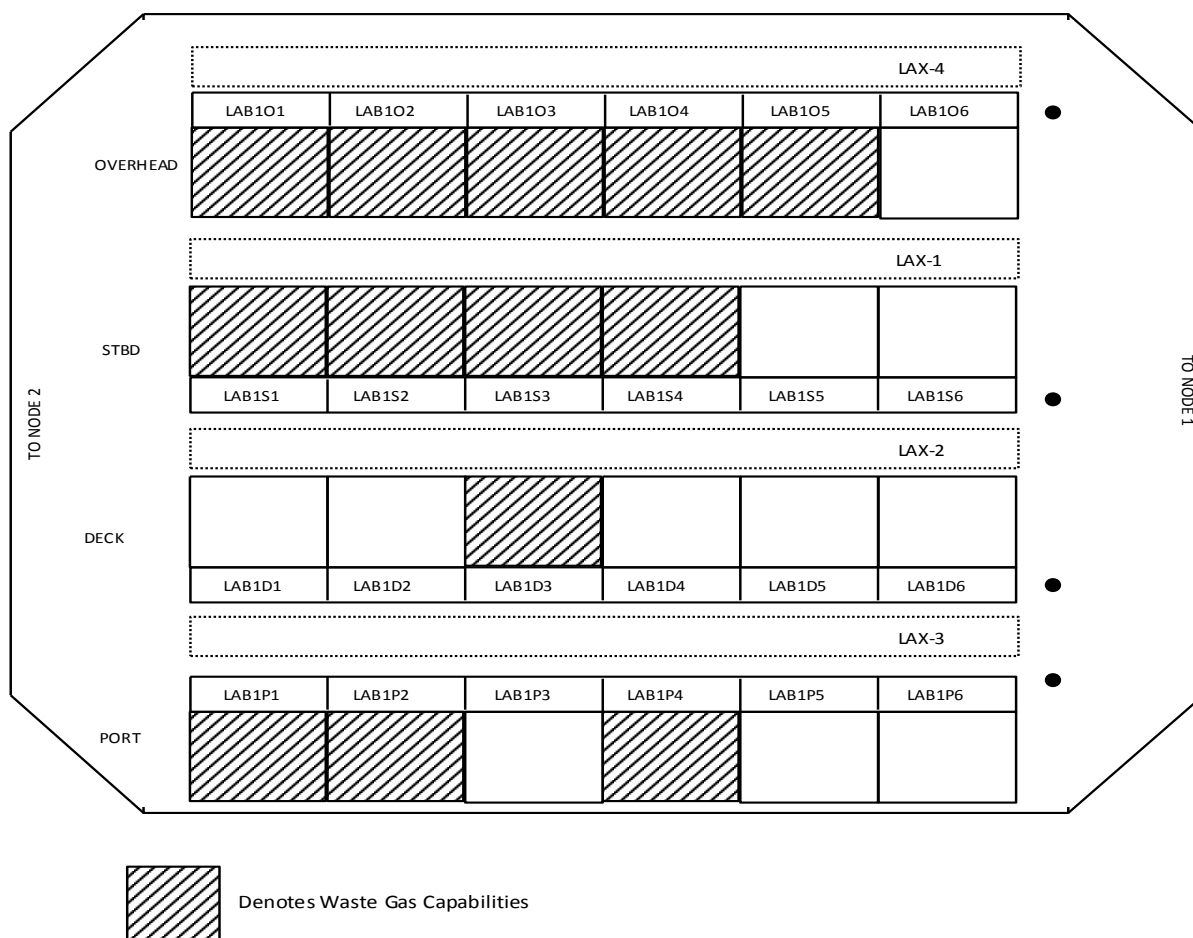 LAX-4
LAB1O1 LAB1O2 LAB1O3 LAB1O4 LAB1O5 LAB1O6
OVERHEAD
LAX-1
STBD
LAB1S1 LAB1S2 LAB1S3 LAB1S4 LAB1S5 LAB1S6
TO NODE 2
TO NODE 1
LAX-2
DECK
LAB1D1 LAB1D2 LAB1D3 LAB1D4 LAB1D5 LAB1D6
LAX-3
LAB1P1 LAB1P2 LAB1P3 LAB1P4 LAB1P5 LAB1P6
PORT
Denotes Waste Gas Capabilities